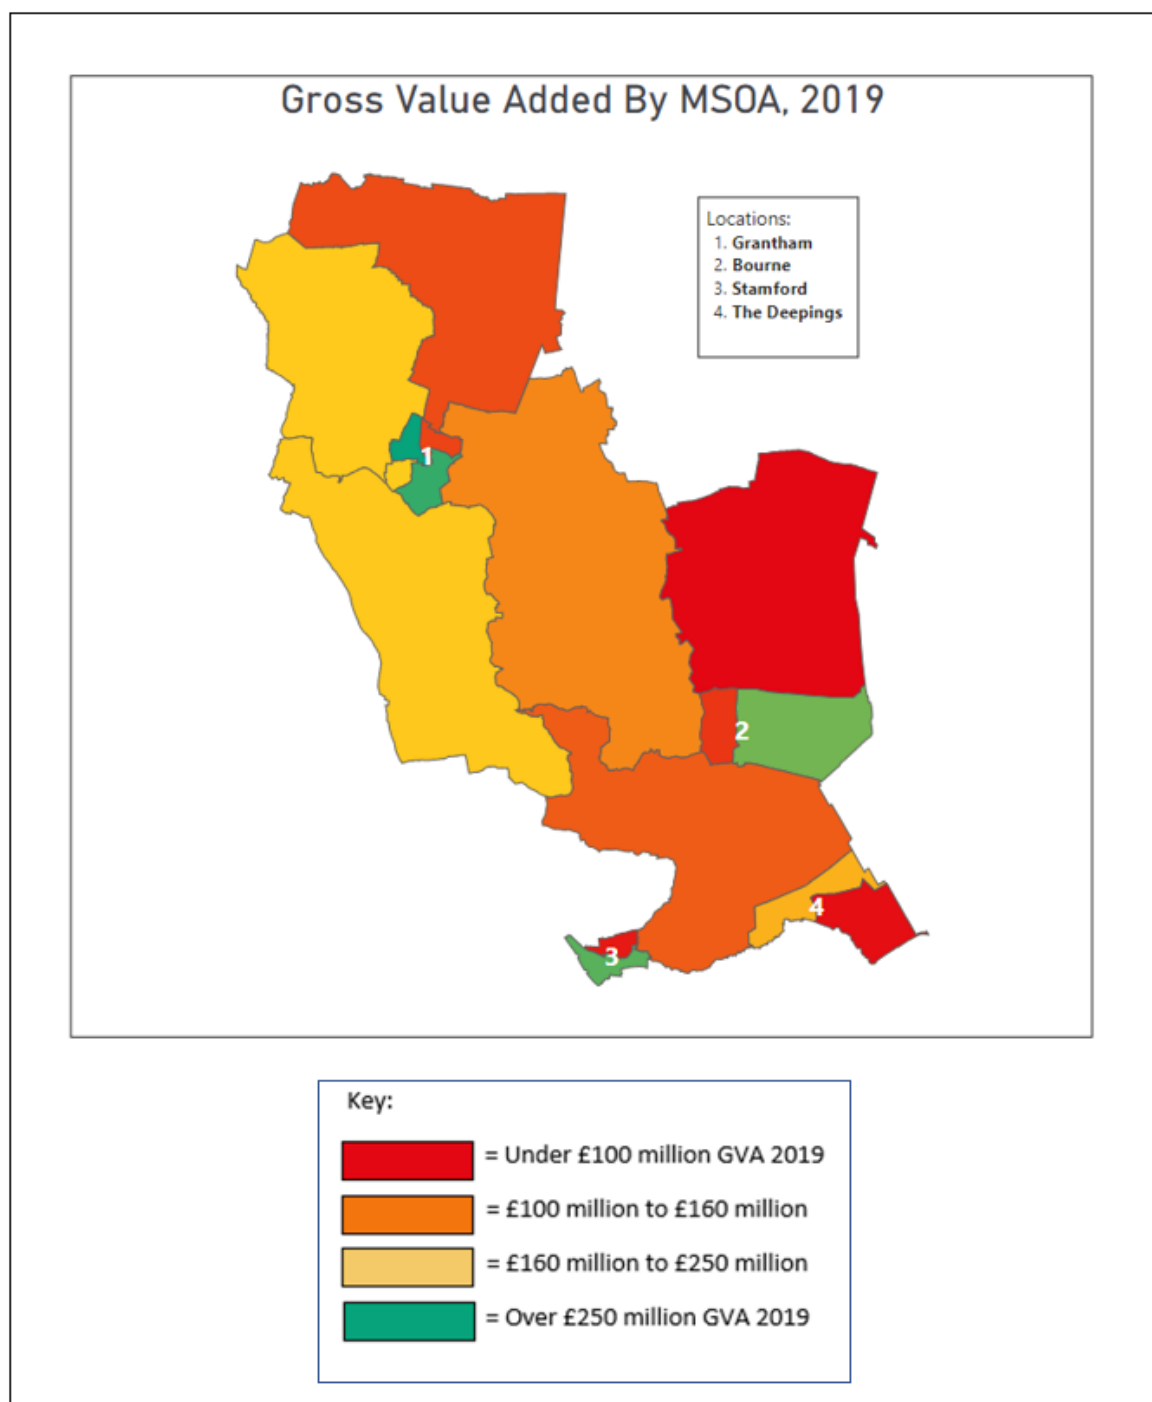 Gross Value Added By MSOA, 2019
Locations:
1. Grantham
2. Bourne
3. Stamford
4. The Deepings
1
2
4
3
Key:
= Under £100 million GVA 2019
= £100 million to £160 million
= £160 million to £250 million
= Over £250 million GVA 2019